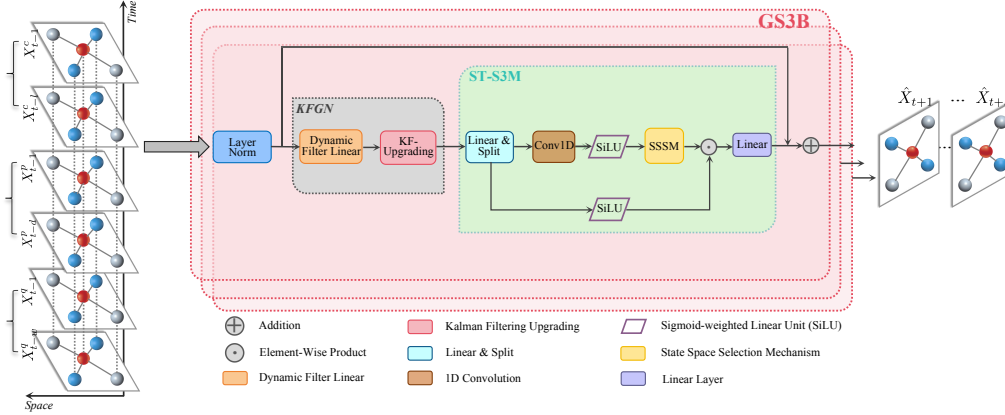 Time
GS3B
ST-S3M
KFGN
X^c_{t-1}
X^c_{t-l}
X^p_{t-1}
X^p_{t-d}
X^q_{t-1}
X^q_{t-w}
Space
Layer
Norm
Dynamic
Filter Linear
KF-
Upgrading
Linear &
Split
Conv1D
SiLU
SSSM
Linear
SiLU
X̂_{t+1} ... X̂_{t+
...
...
Addition
Kalman Filtering Upgrading
Sigmoid-weighted Linear Unit (SiLU)
Element-Wise Product
Linear & Split
State Space Selection Mechanism
Dynamic Filter Linear
1D Convolution
Linear Layer